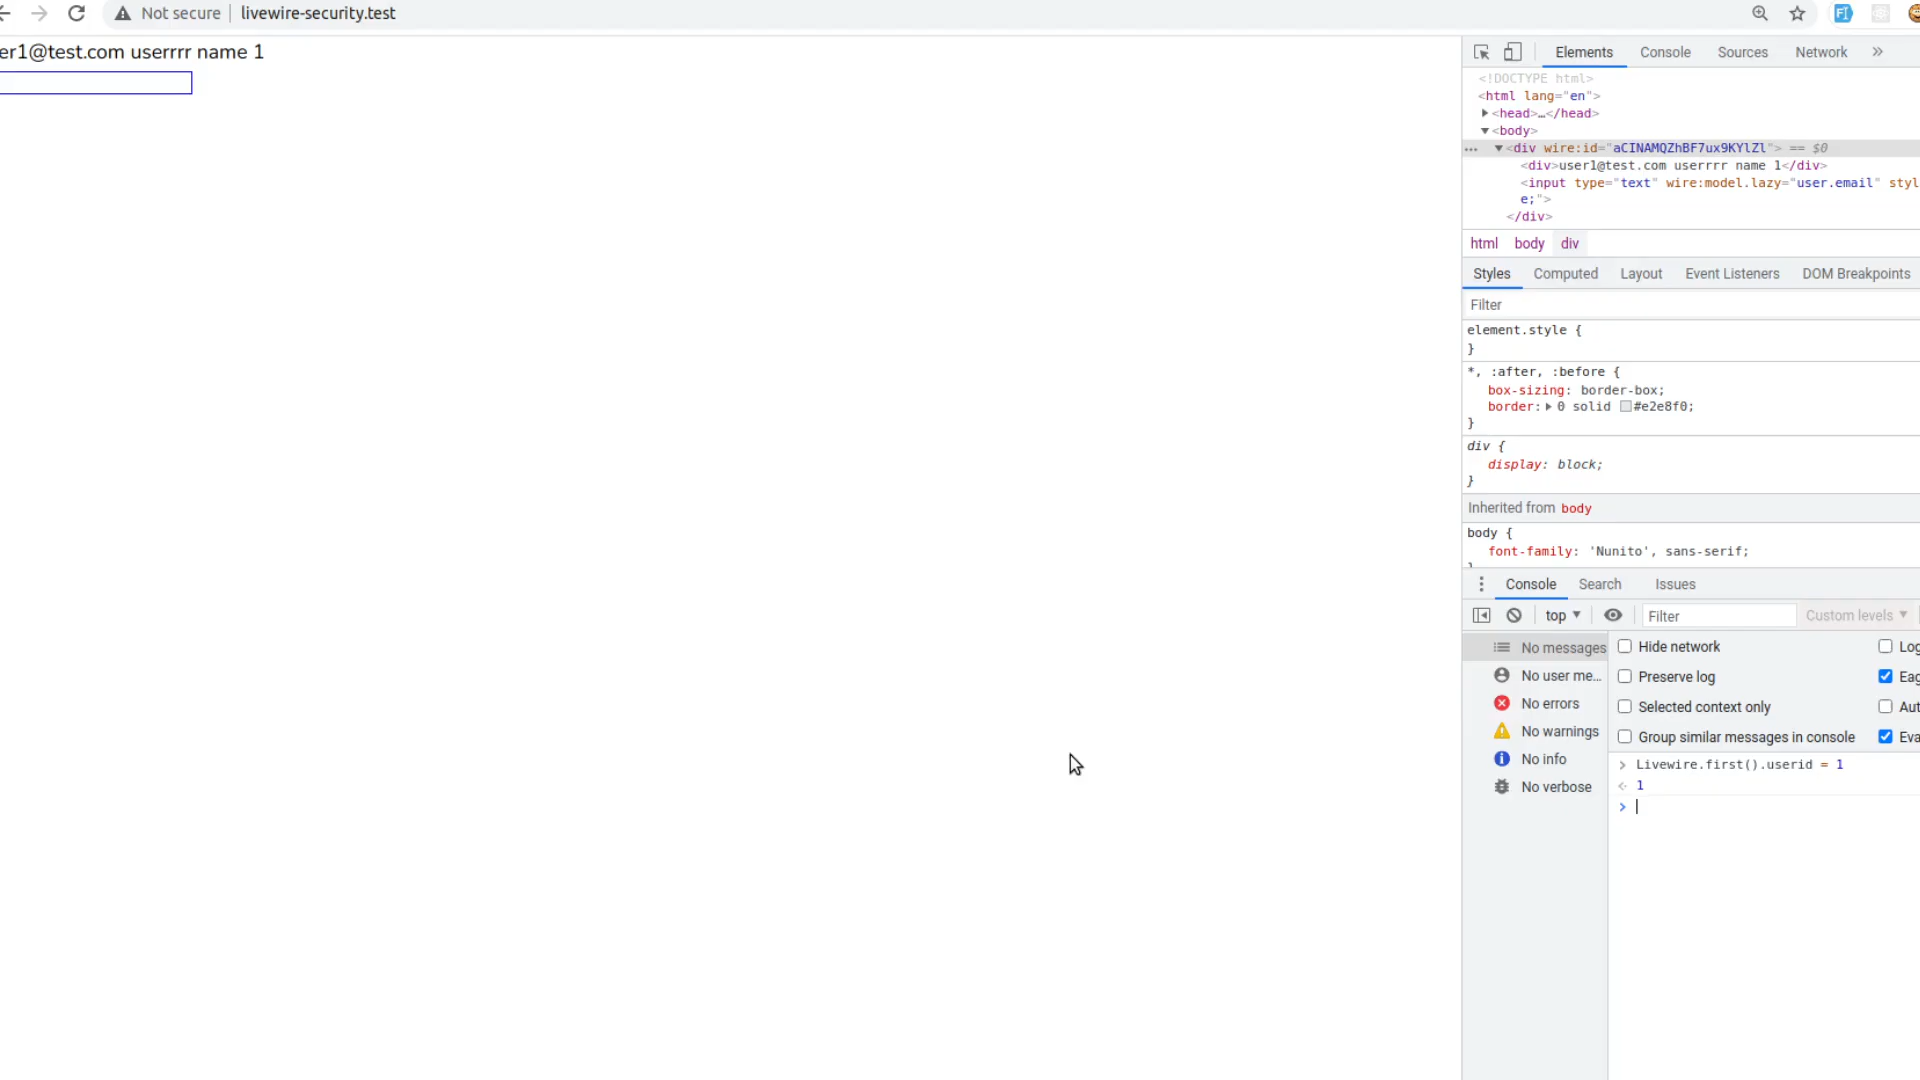 Not secure livewire-security.test
er1@test.com userrrr name 1
Elements Console Sources Network »
<!DOCTYPE html>
<html lang="en">
<head>…</head>
<body>
<div wire:id="aCINAMQZhBF7ux9KYlZl"> == $0
<div>user1@test.com userrrr name 1</div>
<input type="text" wire:model.lazy="user.email" styl
e;">
</div>
html body div
Styles Computed Layout Event Listeners DOM Breakpoints
Filter
element.style {
}
*, :after, :before {
box-sizing: border-box;
border: 0 solid #e2e8f0;
}
div {
display: block;
}
Inherited from body
body {
font-family: 'Nunito', sans-serif;
Console Search Issues
top Filter Custom levels
No messages
No user me...
No errors
No warnings
No info
No verbose
Hide network Log
Preserve log Eag
Selected context only Aut
Group similar messages in console Eva
> Livewire.first().userid = 1
1
>